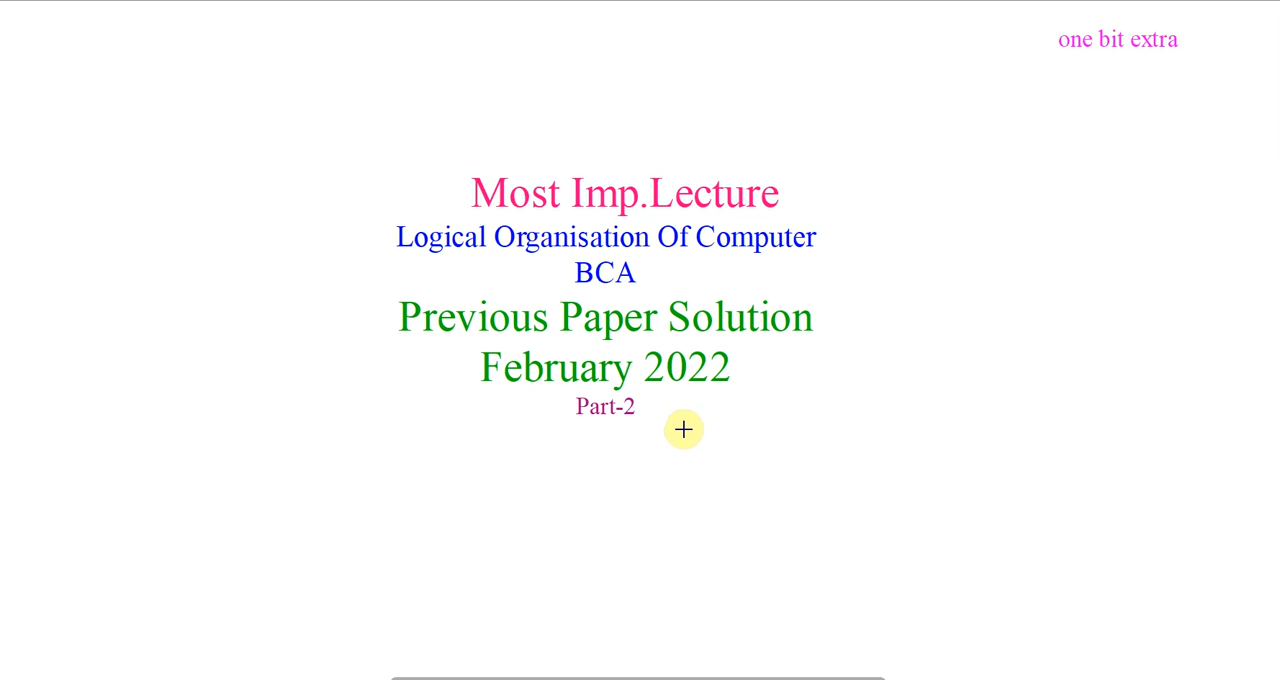 one bit extra
Most Imp.Lecture
Logical Organisation Of Computer
BCA
Previous Paper Solution
February 2022
Part-2